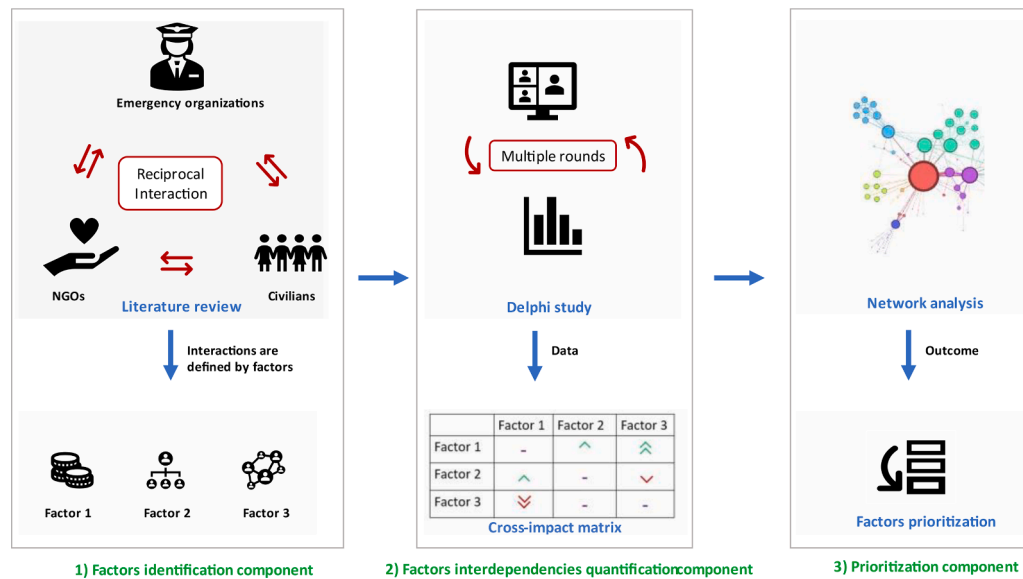 Emergency organizations
Reciprocal
Interaction
NGOs
Civilians
Literature review
Interactions are
defined by factors
Factor 1
Factor 2
Factor 3
1) Factors identification component
Multiple rounds
Delphi study
Data
Factor 1 Factor 2 Factor 3
Factor 1 - ^ ︽
Factor 2 ^ - ⌄
Factor 3 ︾ - -
Cross-impact matrix
2) Factors interdependencies quantificationcomponent
Network analysis
Outcome
Factors prioritization
3) Prioritization component